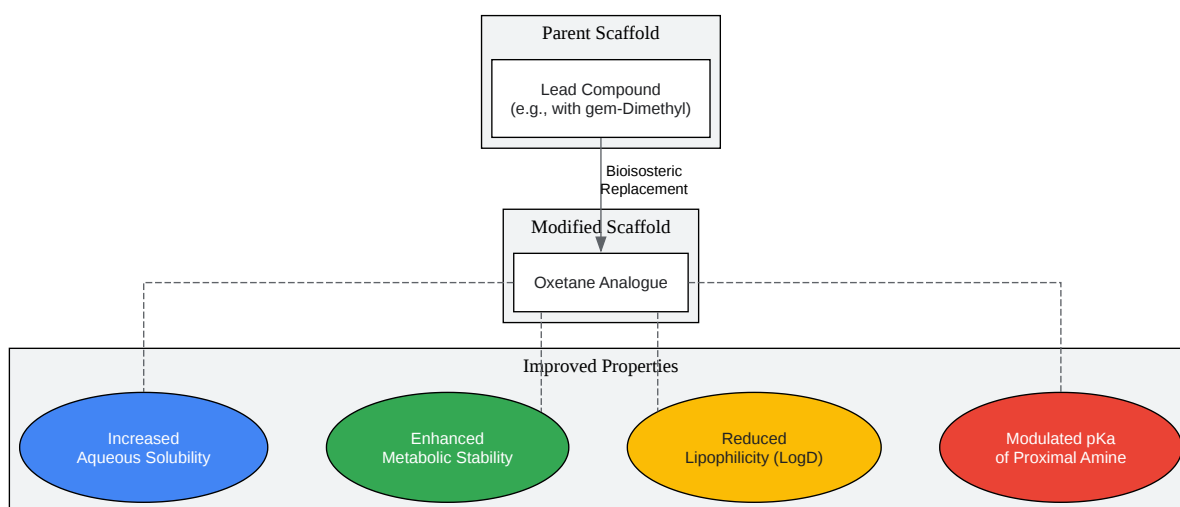 Parent Scaffold
Lead Compound
(e.g., with gem-Dimethyl)
Bioisosteric
Replacement
Modified Scaffold
Oxetane Analogue
Improved Properties
Increased
Aqueous Solubility
Enhanced
Metabolic Stability
Reduced
Lipophilicity (LogD)
Modulated pKa
of Proximal Amine